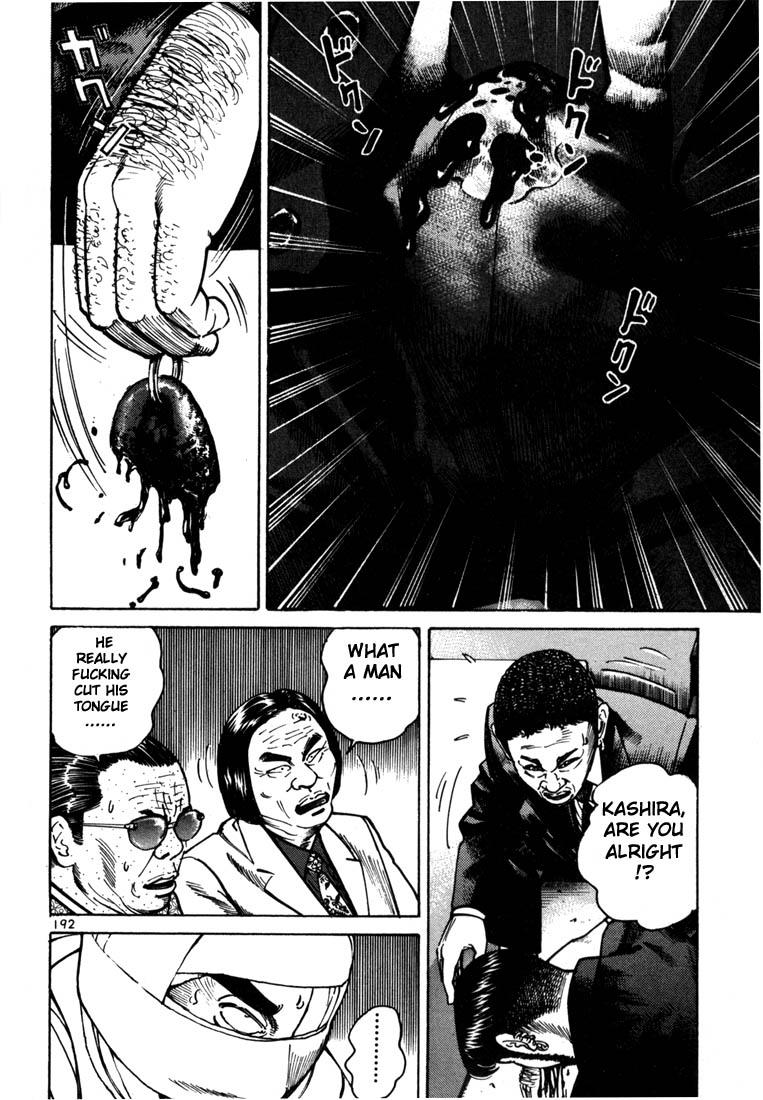 ドクン
ドクン
ドクン
ガクン
KASHIRA,
ARE YOU
ALRIGHT
!?
WHAT
A MAN
......
HE
REALLY
FUCKING
CUT HIS
TONGUE
......
192
........